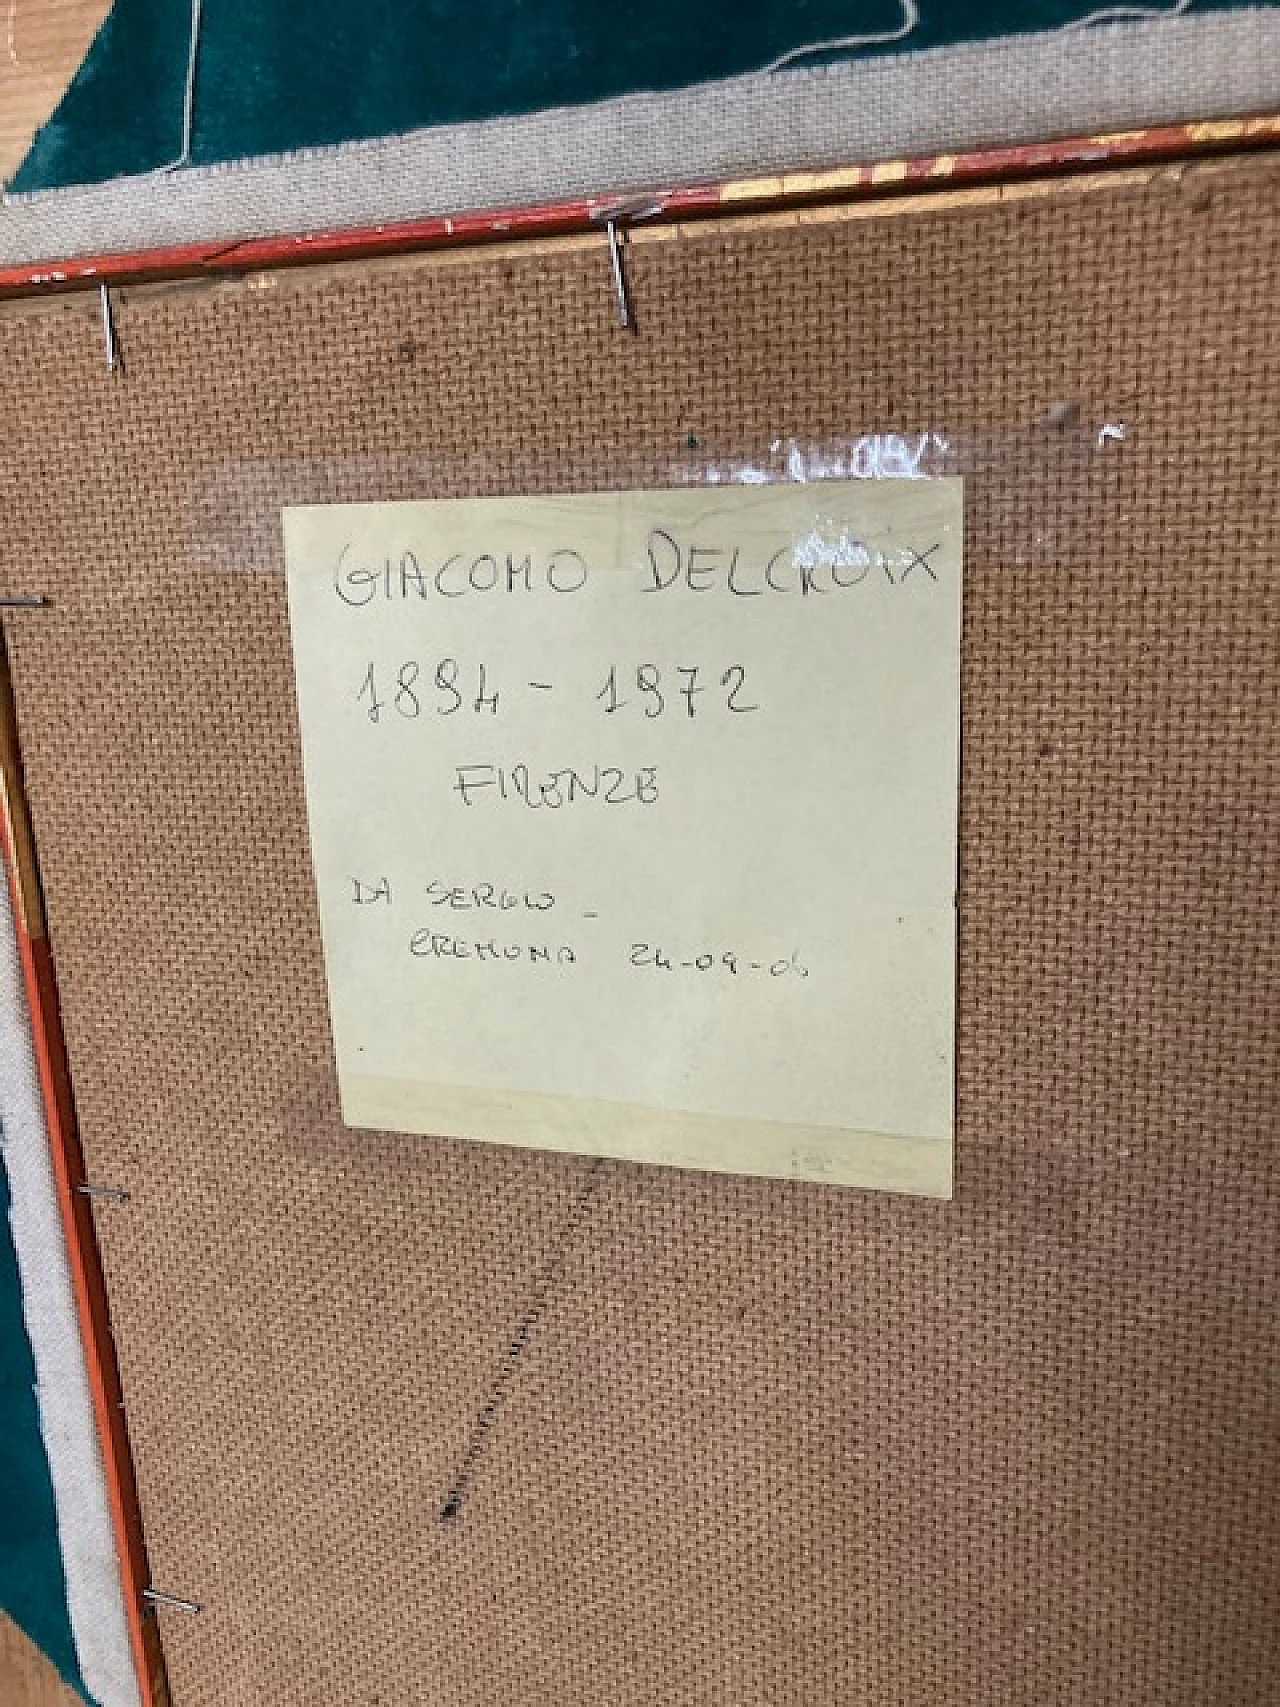 GIACOMO DELCROIX
1894 - 1972
FIRENZE
DA SERGIO -
CREMONA 24-09-06